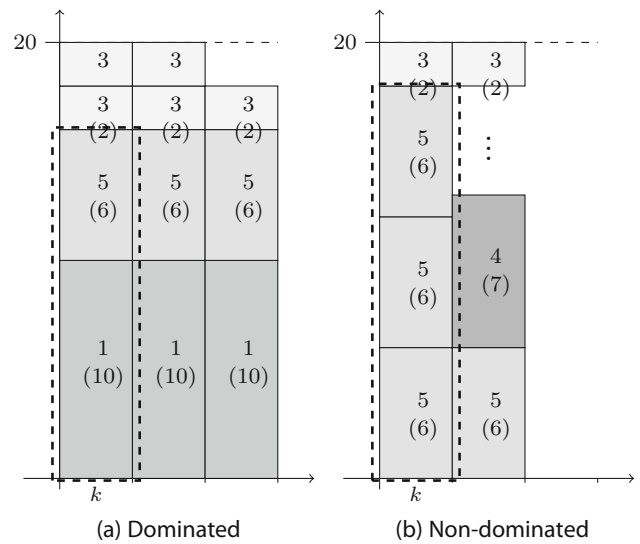 20
3 3
3 3 3
(2) (2) (2)
5 5 5
(6) (6) (6)
1 1 1
(10) (10) (10)
k
(a) Dominated
20
3 3
(2) (2)
5
(6)
⋮
5
(6)
4
(7)
5 5
(6) (6)
k
(b) Non-dominated